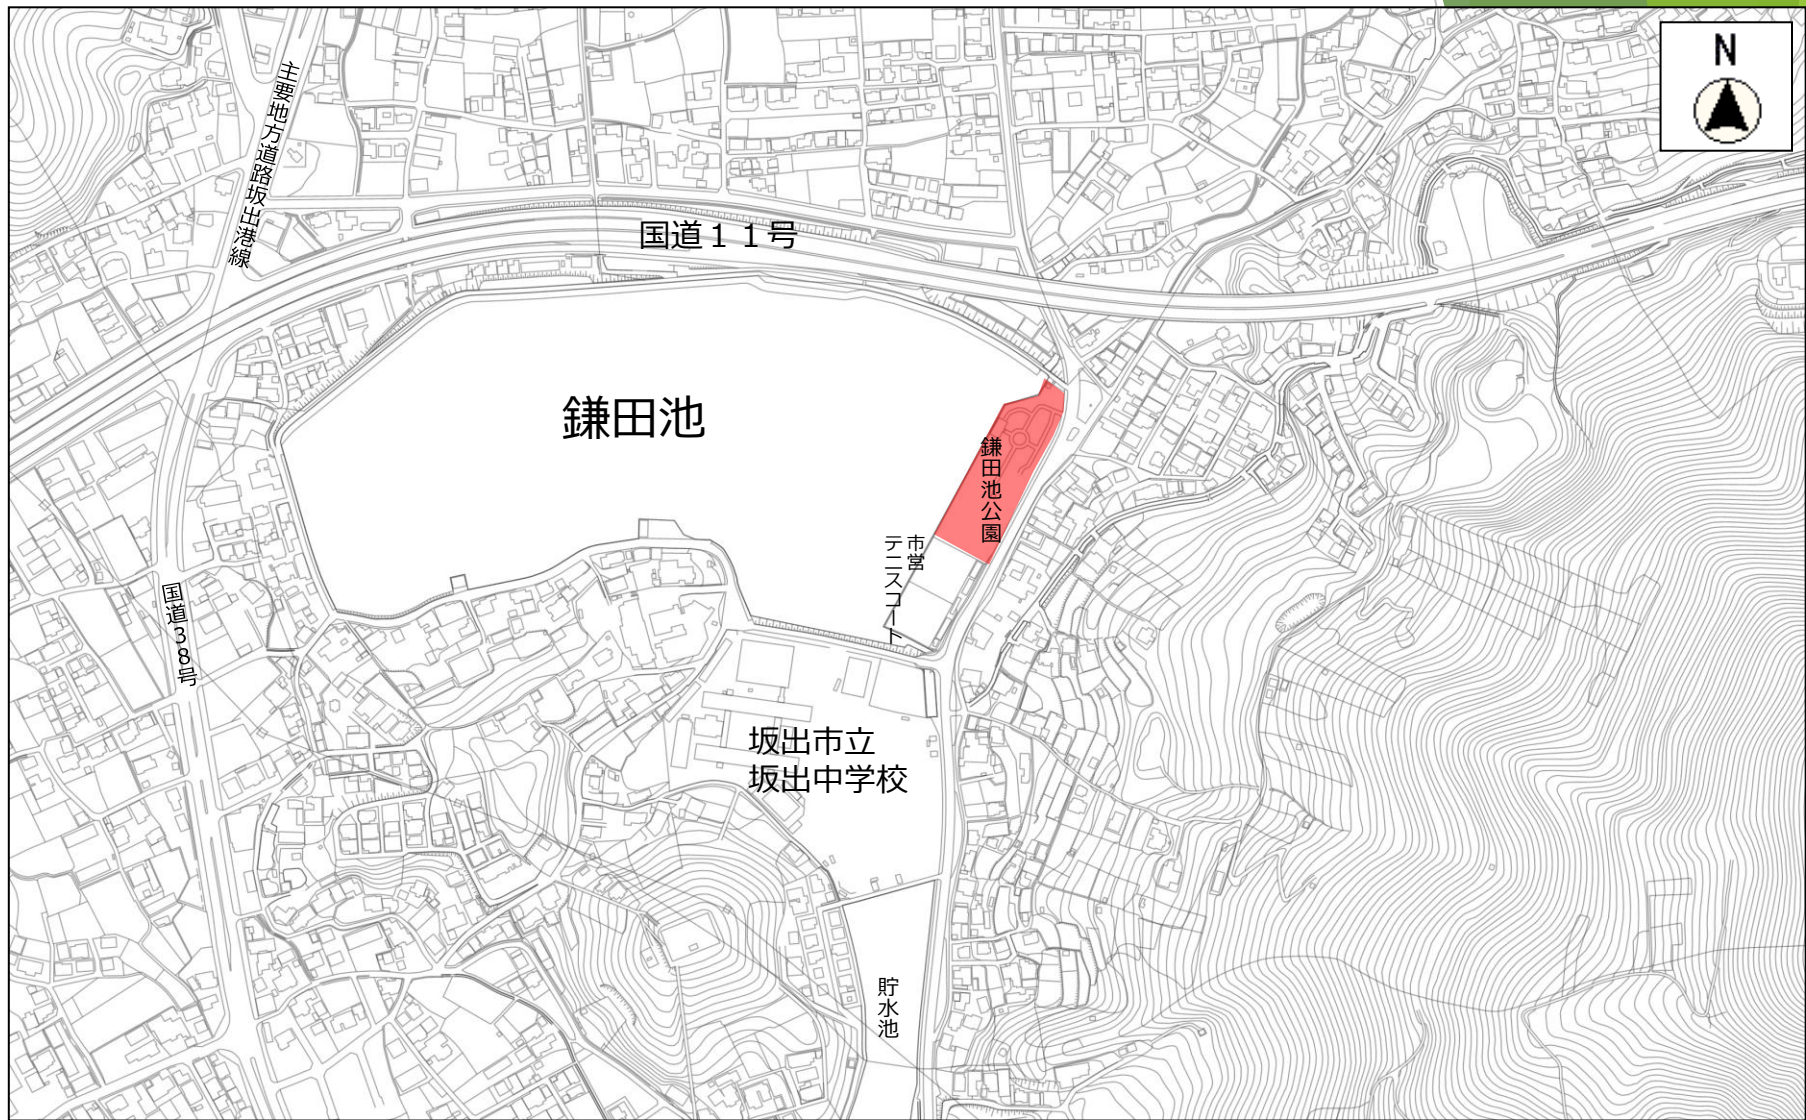 N
主要地方道路坂出港線
国道１１号
鎌田池
鎌田池公園
市営
テニスコート
国道38号
坂出市立
坂出中学校
貯水池